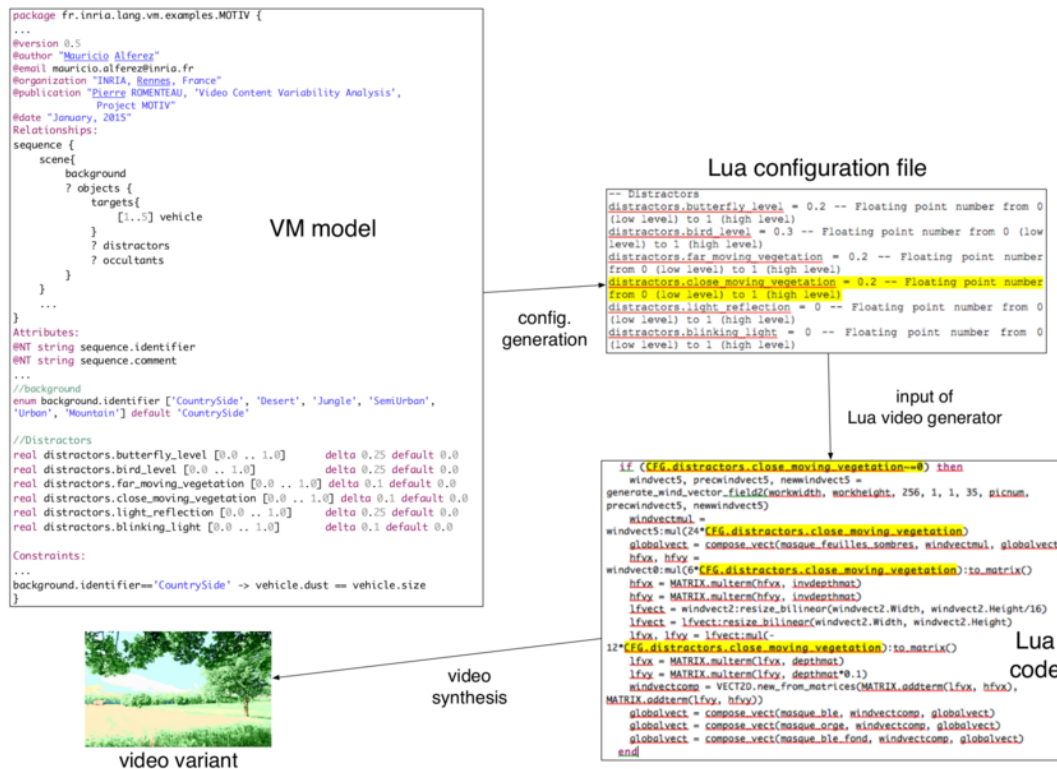 package fr.inria.lang.vm.examples.MOTIV {
...
@version 0.5
@author "Mauricio Alferez"
@email mauricio.alferez@inria.fr
@organization "INRIA, Rennes, France"
@publication "Pierre ROMENTEAU, 'Video Content Variability Analysis',
Project MOTIV"
@date "January, 2015"
Relationships:
sequence {
scene{
background
? objects {
targets{
[1..5] vehicle
}
? distractors
? occultants
}
}
...
}
Attributes:
@NT string sequence.identifier
@NT string sequence.comment
...
//background
enum background.identifier ['CountrySide', 'Desert', 'Jungle', 'SemiUrban',
'Urban', 'Mountain'] default 'CountrySide'
//Distractors
real distractors.butterfly_level [0.0 .. 1.0] delta 0.25 default 0.0
real distractors.bird_level [0.0 .. 1.0] delta 0.25 default 0.0
real distractors.far_moving_vegetation [0.0 .. 1.0] delta 0.1 default 0.0
real distractors.close_moving_vegetation [0.0 .. 1.0] delta 0.1 default 0.0
real distractors.light_reflection [0.0 .. 1.0] delta 0.25 default 0.0
real distractors.blinking_light [0.0 .. 1.0] delta 0.1 default 0.0
Constraints:
...
background.identifier=='CountrySide' -> vehicle.dust == vehicle.size
}
VM model
config.
generation
Lua configuration file
-- Distractors
distractors.butterfly_level = 0.2 -- Floating point number from 0
(low level) to 1 (high level)
distractors.bird_level = 0.3 -- Floating point number from 0 (low
level) to 1 (high level)
distractors.far_moving_vegetation = 0.2 -- Floating point number
from 0 (low level) to 1 (high level)
distractors.close_moving_vegetation = 0.2 -- Floating point number
from 0 (low level) to 1 (high level)
distractors.light_reflection = 0 -- Floating point number from 0
(low level) to 1 (high level)
distractors.blinking_light = 0 -- Floating point number from 0
(low level) to 1 (high level)
input of
Lua video generator
if (CFG.distractors.close_moving_vegetation~=0) then
windvect5, precwindvect5, newwindvect5 =
generate_wind_vector_field2(workwidth, workheight, 256, 1, 1, 35, picnum,
precwindvect5, newwindvect5)
windvectmul =
windvect5:mul(24*CFG.distractors.close_moving_vegetation)
globalvect = compose_vect(masque_feuilles_sombres, windvectmul, globalvect
hfvx, hfvy =
windvect0:mul(6*CFG.distractors.close_moving_vegetation):to_matrix()
hfvx = MATRIX.multerm(hfvx, invdepthmat)
hfvy = MATRIX.multerm(hfvy, invdepthmat)
lfvect = windvect2:resize_bilinear(windvect2.Width, windvect2.Height/16)
lfvect = lfvect:resize_bilinear(windvect2.Width, windvect2.Height)
lfvx, lfvy = lfvect:mul(-
12*CFG.distractors.close_moving_vegetation):to_matrix()
lfvx = MATRIX.multerm(lfvx, depthmat)
lfvy = MATRIX.multerm(lfvy, depthmat*0.1)
windvectcomp = VECT2D.new_from_matrices(MATRIX.addterm(lfvx, hfvx),
MATRIX.addterm(lfvy, hfvy))
globalvect = compose_vect(masque_ble, windvectcomp, globalvect)
globalvect = compose_vect(masque_orge, windvectcomp, globalvect)
globalvect = compose_vect(masque_ble_fond, windvectcomp, globalvect)
end
Lua
code
video
synthesis
video variant